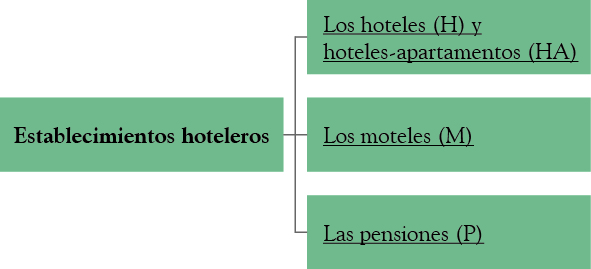 Los hoteles (H) y
hoteles-apartamentos (HA)
Establecimientos hoteleros
Los moteles (M)
Las pensiones (P)